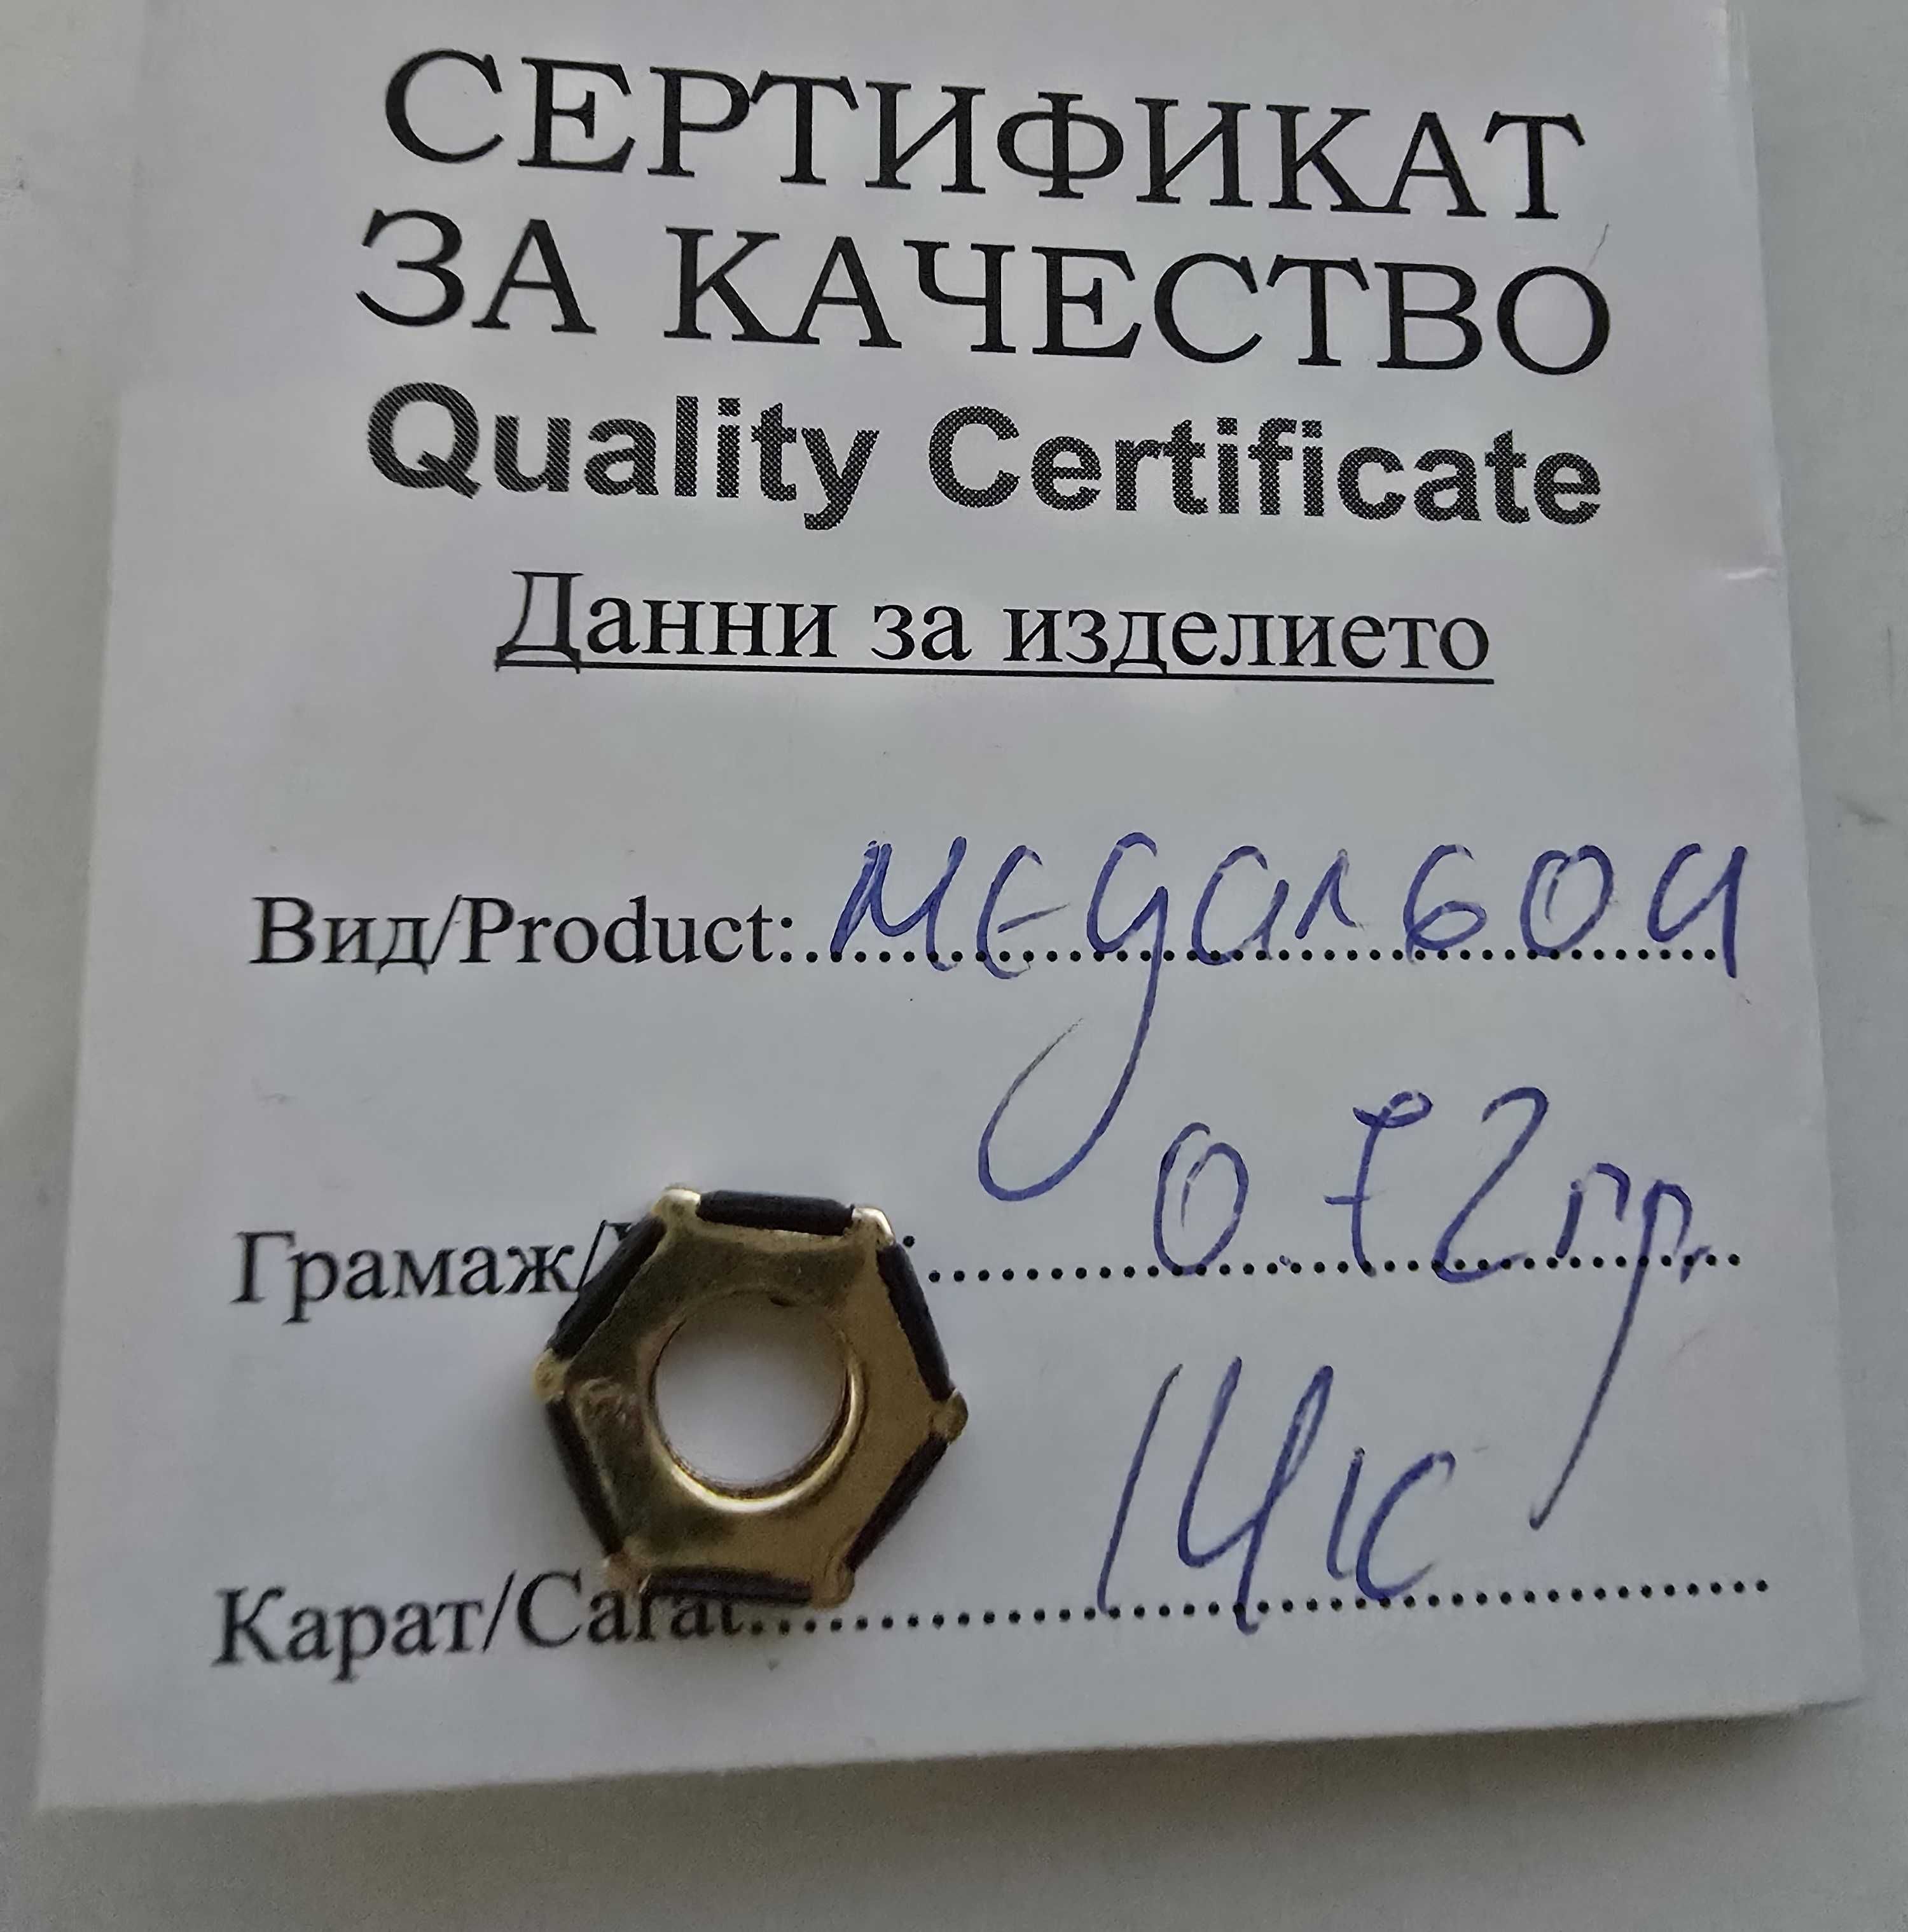 СЕРТИФИКАТ
ЗА КАЧЕСТВО
Quality Certificate
Данни за изделието
Вид/Product: медальон
Грамаж/ : 0.72гр.
Карат/Carat 14к